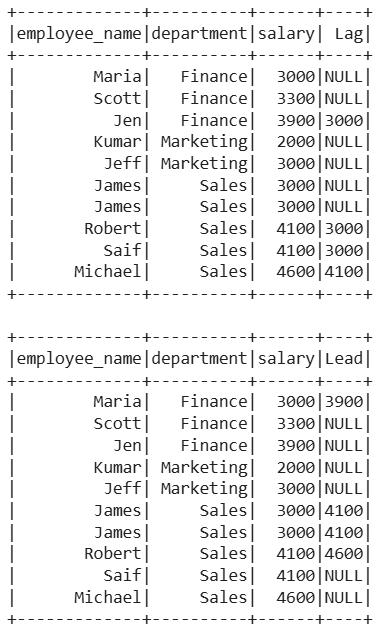 +-------------+----------+------+----+
|employee_name|department|salary| Lag|
+-------------+----------+------+----+
|        Maria|   Finance|  3000|NULL|
|        Scott|   Finance|  3300|NULL|
|          Jen|   Finance|  3900|3000|
|        Kumar| Marketing|  2000|NULL|
|         Jeff| Marketing|  3000|NULL|
|        James|     Sales|  3000|NULL|
|        James|     Sales|  3000|NULL|
|       Robert|     Sales|  4100|3000|
|         Saif|     Sales|  4100|3000|
|      Michael|     Sales|  4600|4100|
+-------------+----------+------+----+

+-------------+----------+------+----+
|employee_name|department|salary|Lead|
+-------------+----------+------+----+
|        Maria|   Finance|  3000|3900|
|        Scott|   Finance|  3300|NULL|
|          Jen|   Finance|  3900|NULL|
|        Kumar| Marketing|  2000|NULL|
|         Jeff| Marketing|  3000|NULL|
|        James|     Sales|  3000|4100|
|        James|     Sales|  3000|4100|
|       Robert|     Sales|  4100|4600|
|         Saif|     Sales|  4100|NULL|
|      Michael|     Sales|  4600|NULL|
+-------------+----------+------+----+